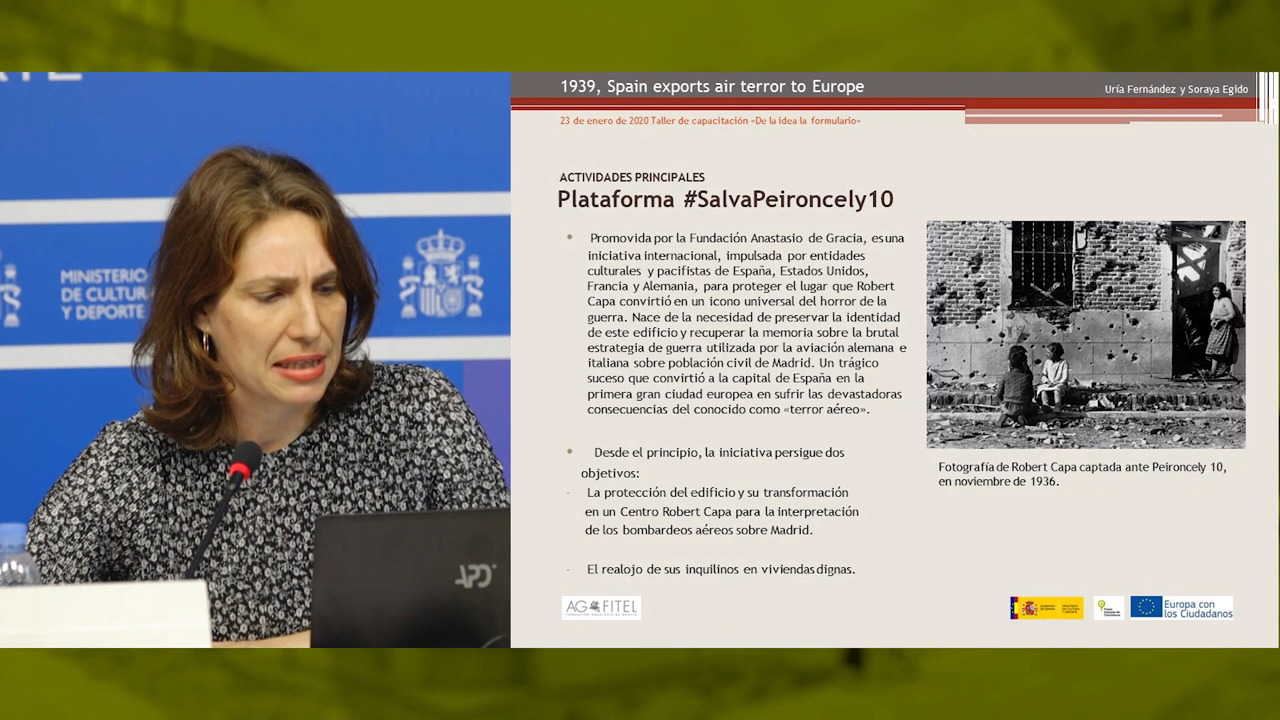 MINISTERIO
DE CULTURA
Y DEPORTE
APD
1939, Spain exports air terror to Europe
Uría Fernández y Soraya Egido
23 de enero de 2020 Taller de capacitación «De la idea la formulario»
ACTIVIDADES PRINCIPALES
Plataforma #SalvaPeironcely10
• Promovida por la Fundación Anastasio de Gracia, es una
iniciativa internacional, impulsada por entidades
culturales y pacifistas de España, Estados Unidos,
Francia y Alemania, para proteger el lugar que Robert
Capa convirtió en un icono universal del horror de la
guerra. Nace de la necesidad de preservar la identidad
de este edificio y recuperar la memoria sobre la brutal
estrategia de guerra utilizada por la aviación alemana e
italiana sobre población civil de Madrid. Un trágico
suceso que convirtió a la capital de España en la
primera gran ciudad europea en sufrir las devastadoras
consecuencias del conocido como «terror aéreo».
• Desde el principio, la iniciativa persigue dos
objetivos:
- La protección del edificio y su transformación
en un Centro Robert Capa para la interpretación
de los bombardeos aéreos sobre Madrid.
- El realojo de sus inquilinos en viviendas dignas.
Fotografía de Robert Capa captada ante Peironcely 10,
en noviembre de 1936.
AG FITEL
Europa con
los Ciudadanos